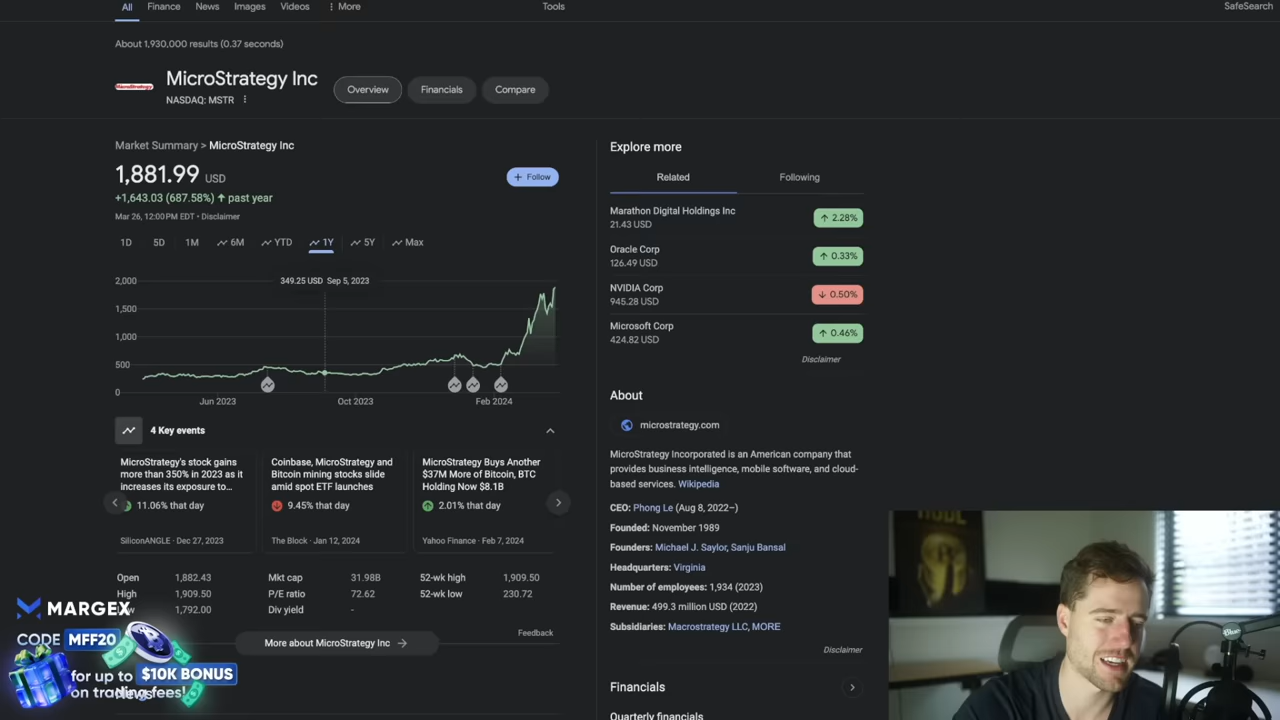 All Finance News Images Videos More Tools SafeSearch
About 1,930,000 results (0.37 seconds)
MicroStrategy
MicroStrategy Inc
NASDAQ: MSTR
Overview Financials Compare
Market Summary > MicroStrategy Inc
1,881.99 USD
+ Follow
+1,643.03 (687.58%) ↑ past year
Mar 26, 12:00 PM EDT • Disclaimer
1D 5D 1M 6M YTD 1Y 5Y Max
349.25 USD Sep 5, 2023
2,000
1,500
1,000
500
0
Jun 2023 Oct 2023 Feb 2024
4 Key events
MicroStrategy's stock gains
more than 350% in 2023 as it
increases its exposure to...
11.06% that day
SiliconANGLE · Dec 27, 2023
Coinbase, MicroStrategy and
Bitcoin mining stocks slide
amid spot ETF launches
9.45% that day
The Block · Jan 12, 2024
MicroStrategy Buys Another
$37M More of Bitcoin, BTC
Holding Now $8.1B
2.01% that day
Yahoo Finance · Feb 7, 2024
Open 1,882.43 Mkt cap 31.98B 52-wk high 1,909.50
High 1,909.50 P/E ratio 72.62 52-wk low 230.72
1,792.00 Div yield -
Feedback
More about MicroStrategy Inc →
News
MARGEX
CODE MFF20
for up to $10K BONUS
on trading fees!
Explore more
Related Following
Marathon Digital Holdings Inc
21.43 USD
↑ 2.28%
Oracle Corp
126.49 USD
↑ 0.33%
NVIDIA Corp
945.28 USD
↓ 0.50%
Microsoft Corp
424.82 USD
↑ 0.46%
Disclaimer
About
microstrategy.com
MicroStrategy Incorporated is an American company that
provides business intelligence, mobile software, and cloud-
based services. Wikipedia
CEO: Phong Le (Aug 8, 2022–)
Founded: November 1989
Founders: Michael J. Saylor, Sanju Bansal
Headquarters: Virginia
Number of employees: 1,934 (2023)
Revenue: 499.3 million USD (2022)
Subsidiaries: Macrostrategy LLC, MORE
Disclaimer
Financials
Quarterly financials